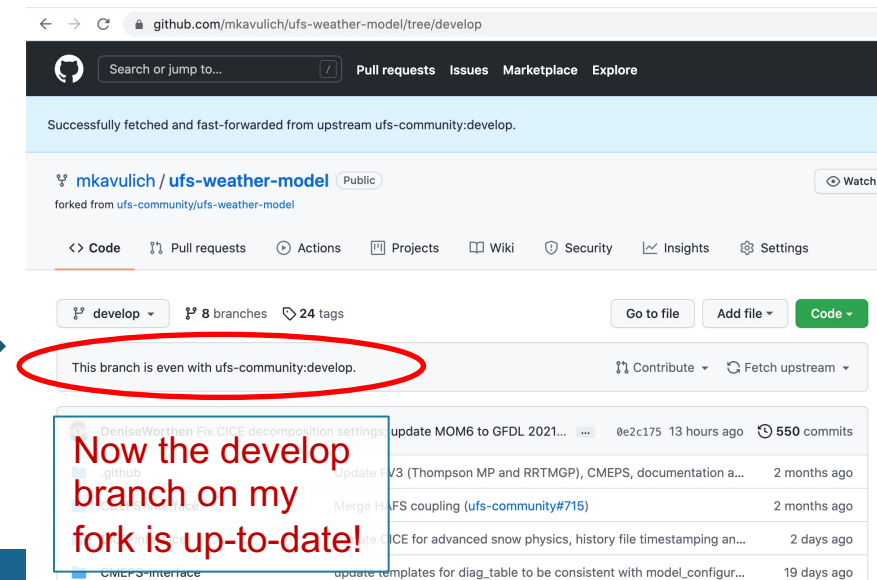 github.com/mkavulich/ufs-weather-model/tree/develop
Search or jump to... / Pull requests Issues Marketplace Explore
Successfully fetched and fast-forwarded from upstream ufs-community:develop.
mkavulich / ufs-weather-model Public Watch
forked from ufs-community/ufs-weather-model
<> Code Pull requests Actions Projects Wiki Security Insights Settings
develop 8 branches 24 tags Go to file Add file Code
This branch is even with ufs-community:develop. Contribute Fetch upstream
DeniseWorthen Fix CICE decomposition settings; update MOM6 to GFDL 2021... ... 0e2c175 13 hours ago 550 commits
Now the develop
branch on my
fork is up-to-date!
.github Update FV3 (Thompson MP and RRTMGP), CMEPS, documentation a... 2 months ago
Merge HAFS coupling (ufs-community#715) 2 months ago
CICE for advanced snow physics, history file timestamping an... 2 days ago
CMEPS-interface update templates for diag_table to be consistent with model_configur... 19 days ago